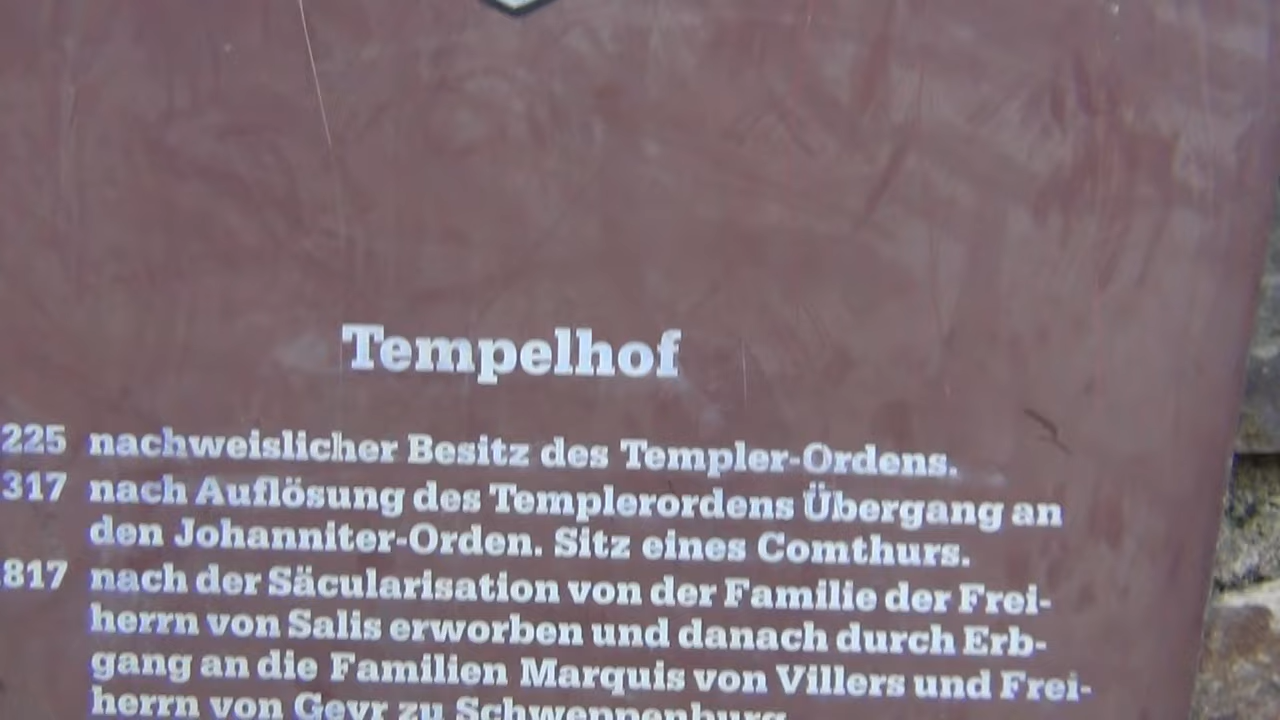 Tempelhof
225 nachweislicher Besitz des Templer-Ordens.
317 nach Auflösung des Templerordens Übergang an
den Johanniter-Orden. Sitz eines Comthurs.
817 nach der Säcularisation von der Familie der Frei-
herrn von Salis erworben und danach durch Erb-
gang an die Familien Marquis von Villers und Frei-
herrn von Geyr zu Schweppenburg.